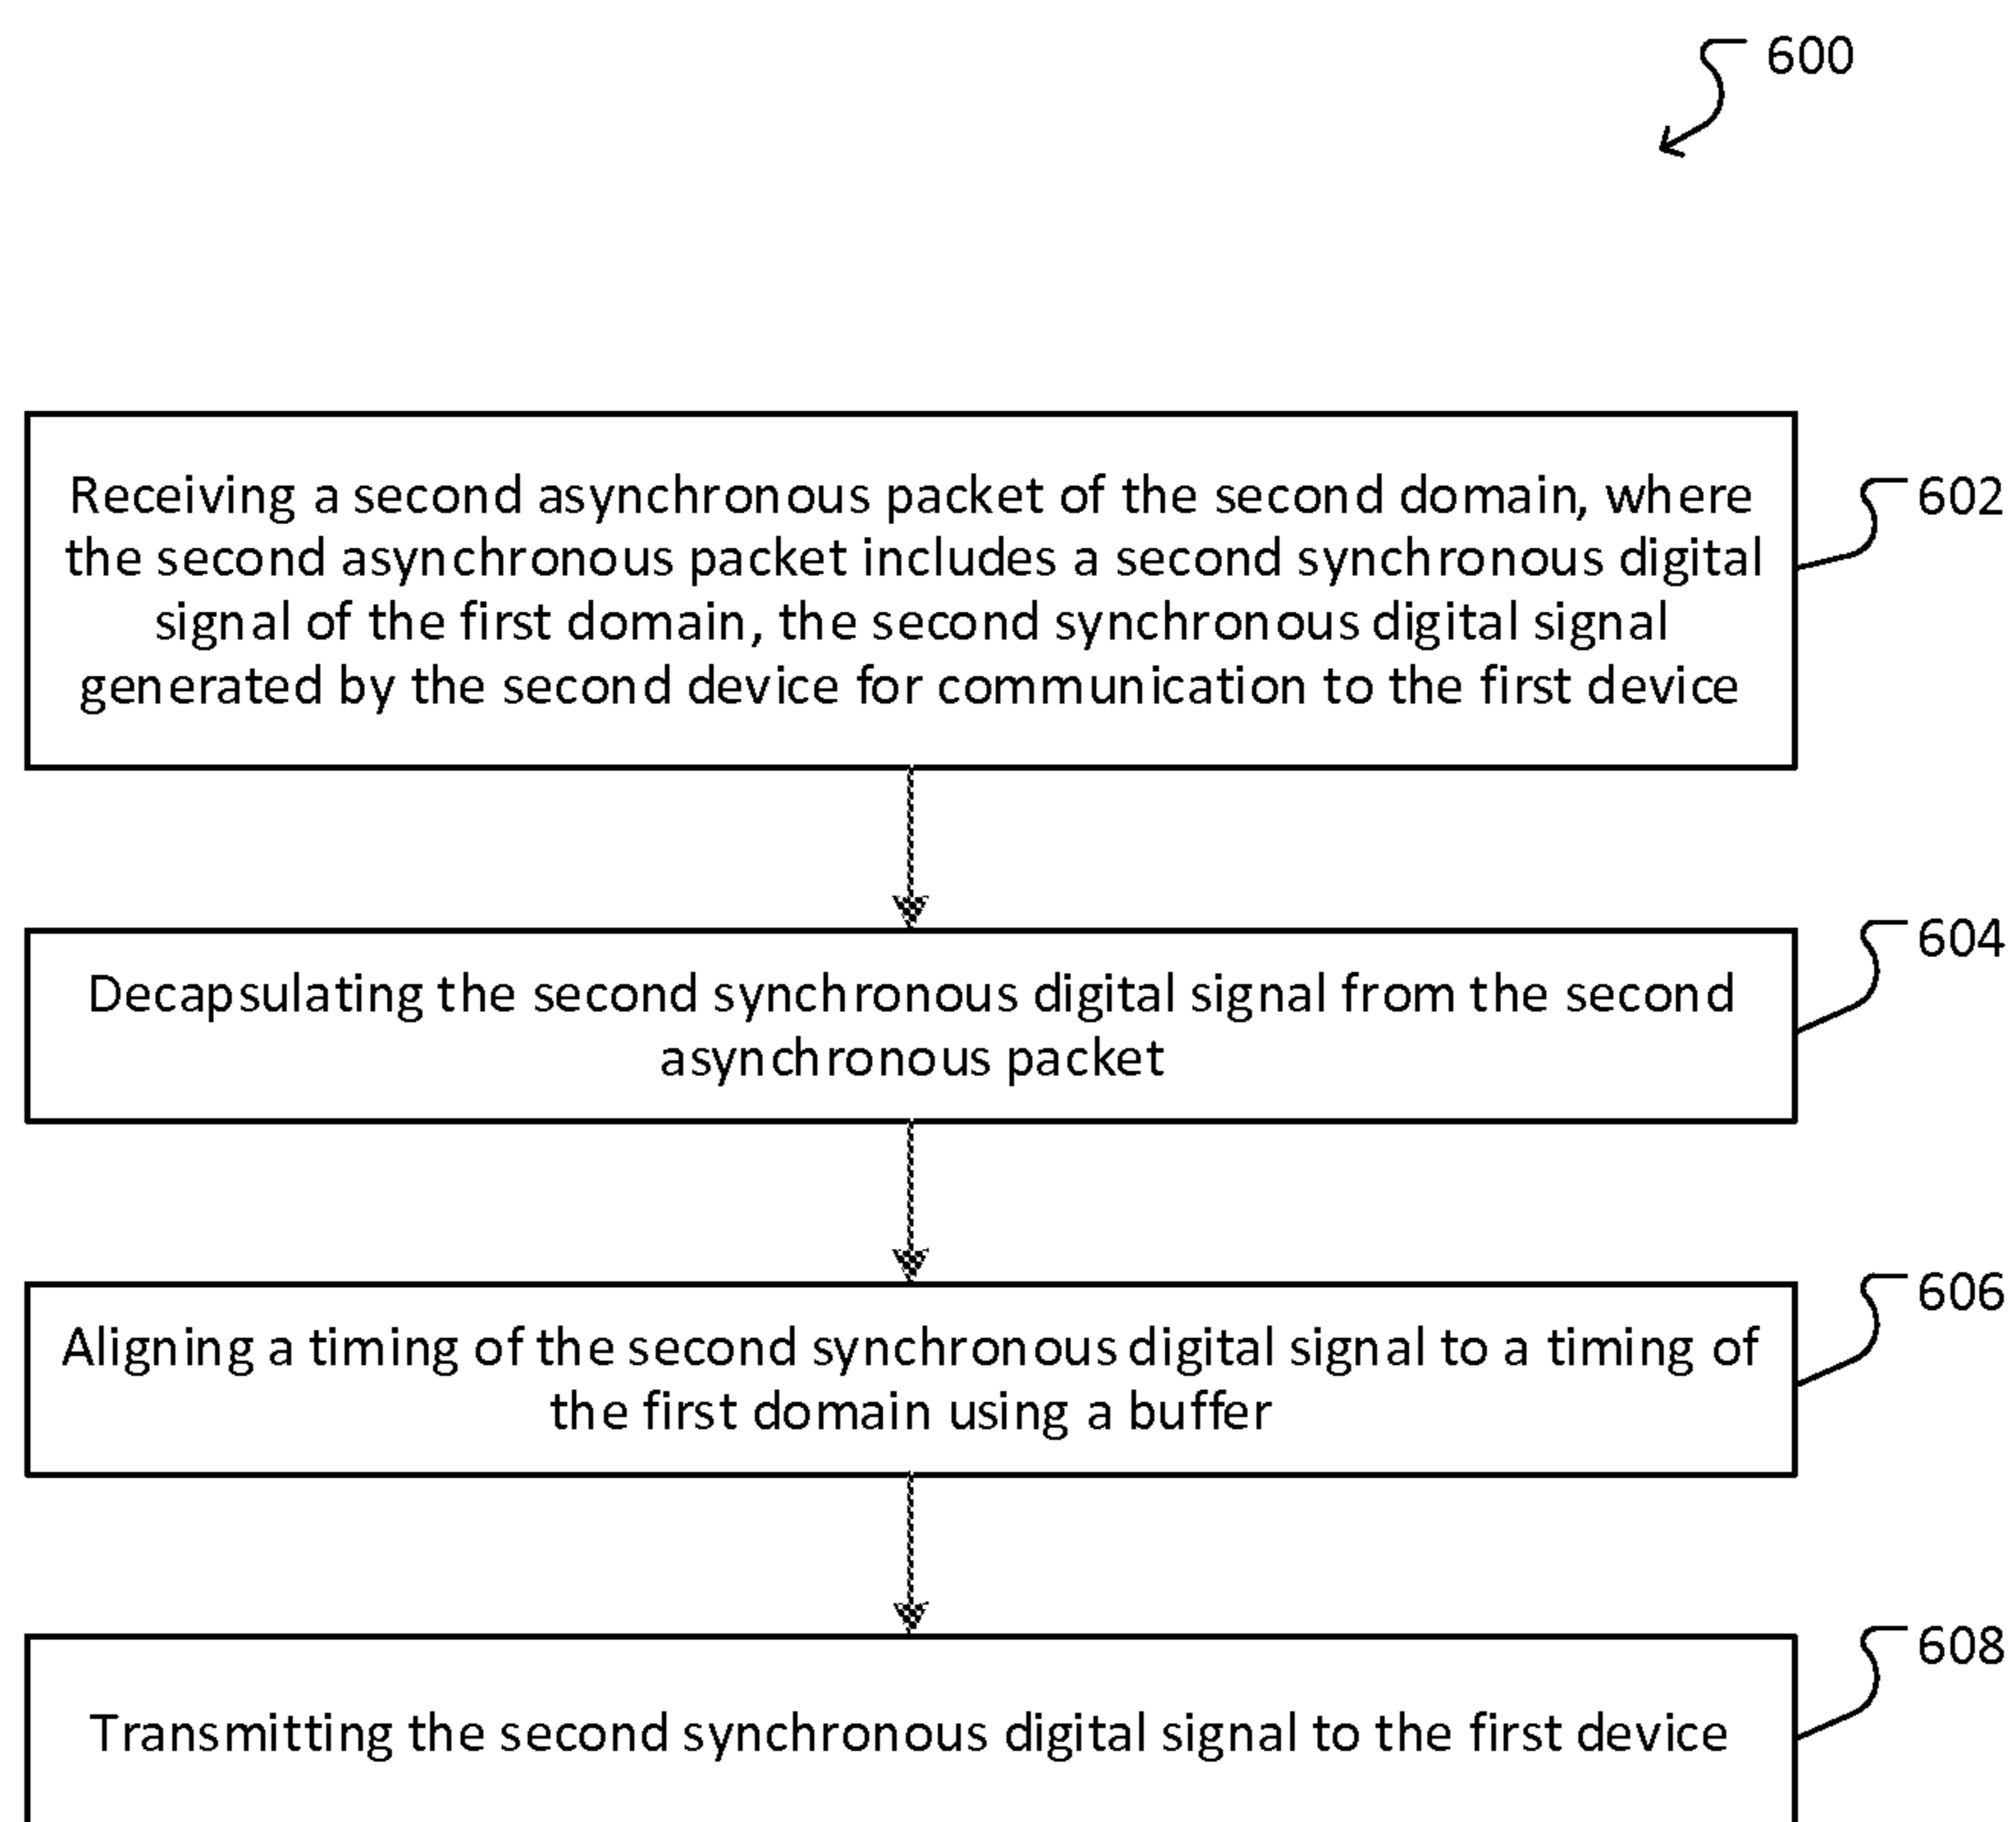 600
Receiving a second asynchronous packet of the second domain, where
the second asynchronous packet includes a second synchronous digital
signal of the first domain, the second synchronous digital signal
generated by the second device for communication to the first device
602
Decapsulating the second synchronous digital signal from the second
asynchronous packet
604
Aligning a timing of the second synchronous digital signal to a timing of
the first domain using a buffer
606
Transmitting the second synchronous digital signal to the first device
608